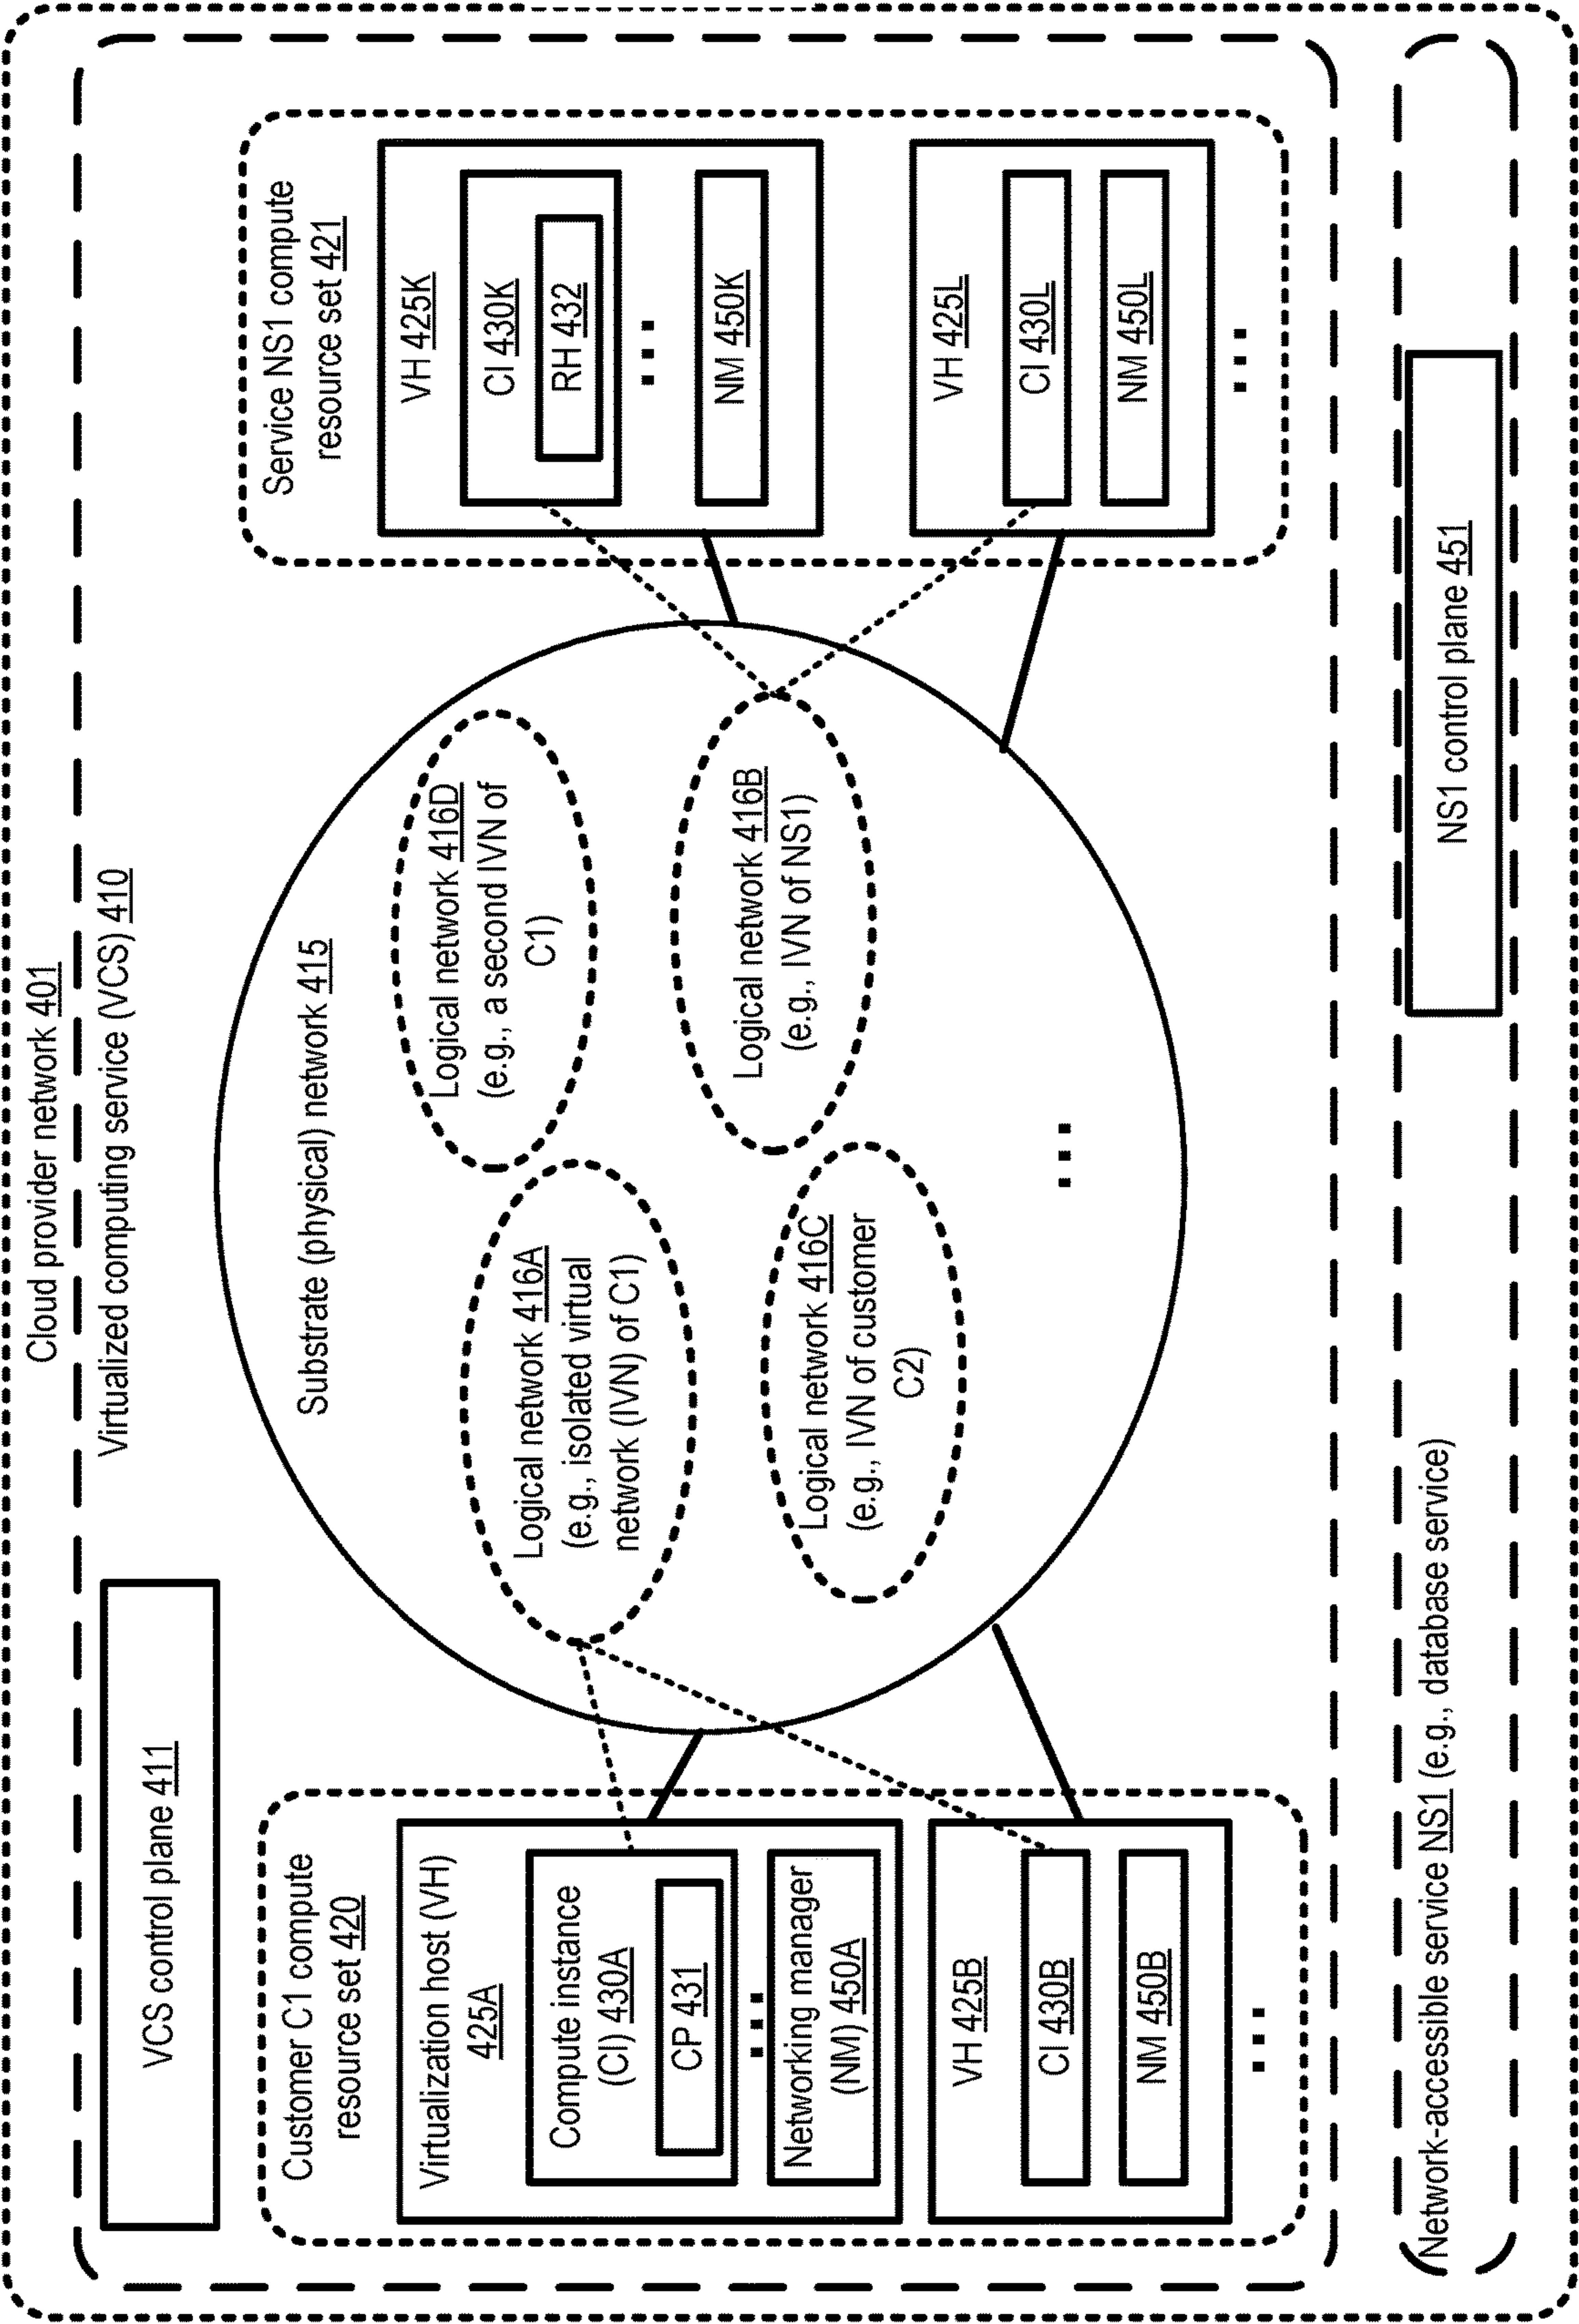 Cloud provider network 401
Virtualized computing service (VCS) 410
VCS control plane 411
Customer C1 compute
resource set 420
Virtualization host (VH)
425A
Compute instance
(CI) 430A
CP 431
...
Networking manager
(NM) 450A
VH 425B
CI 430B
NM 450B
...
Substrate (physical) network 415
Logical network 416A
(e.g., isolated virtual
network (IVN) of C1)
Logical network 416D
(e.g., a second IVN of
C1)
Logical network 416C
(e.g., IVN of customer
C2)
Logical network 416B
(e.g., IVN of NS1)
...
Service NS1 compute
resource set 421
VH 425K
CI 430K
RH 432
...
NM 450K
VH 425L
CI 430L
NM 450L
...
Network-accessible service NS1 (e.g., database service)
NS1 control plane 451